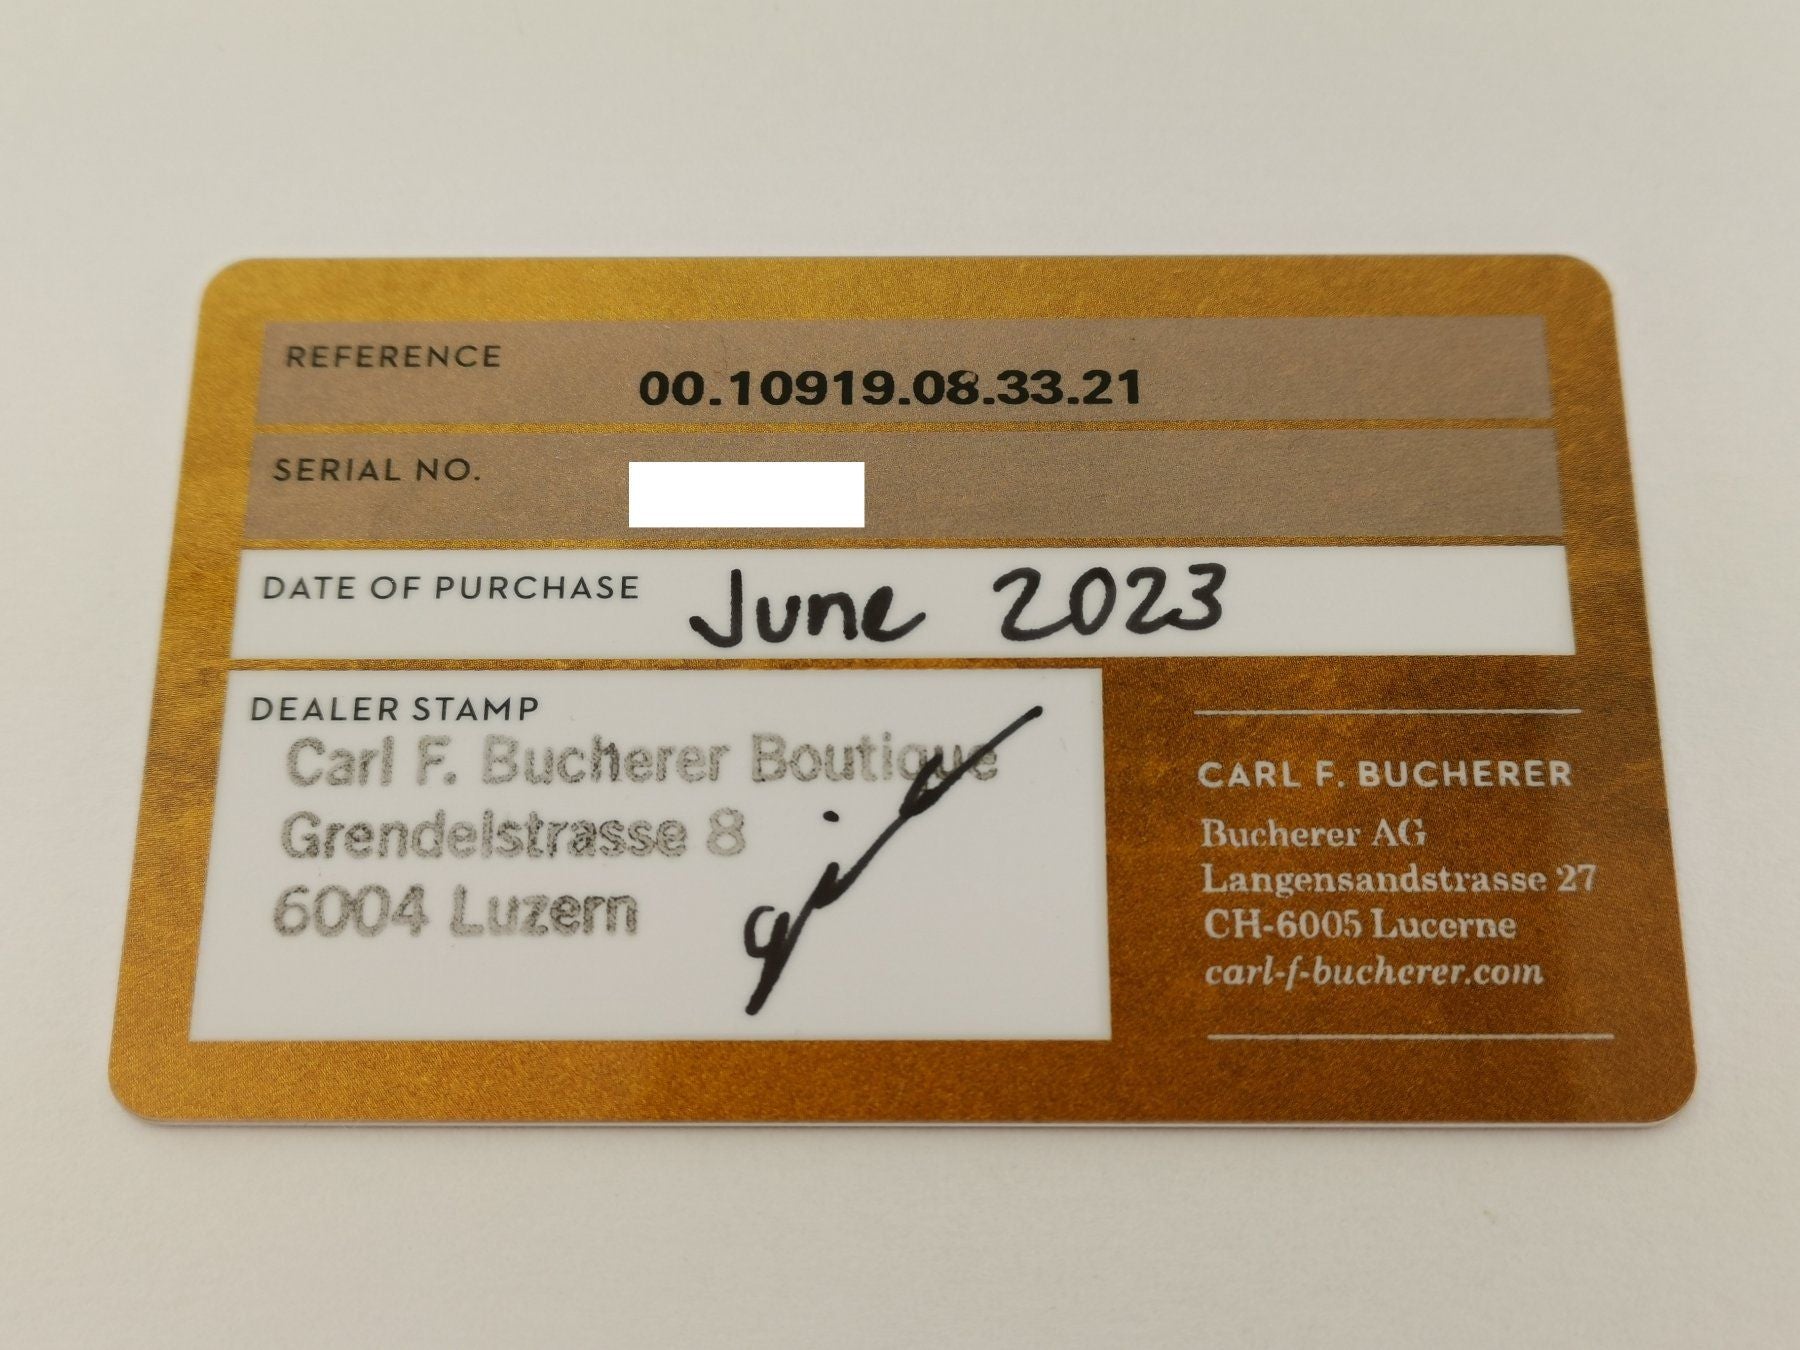 REFERENCE
00.10919.08.33.21
SERIAL NO.
DATE OF PURCHASE June 2023
DEALER STAMP
Carl F. Bucherer Boutique
Grendelstrasse 8
6004 Luzern
CARL F. BUCHERER
Bucherer AG
Langensandstrasse 27
CH-6005 Lucerne
carl-f-bucherer.com